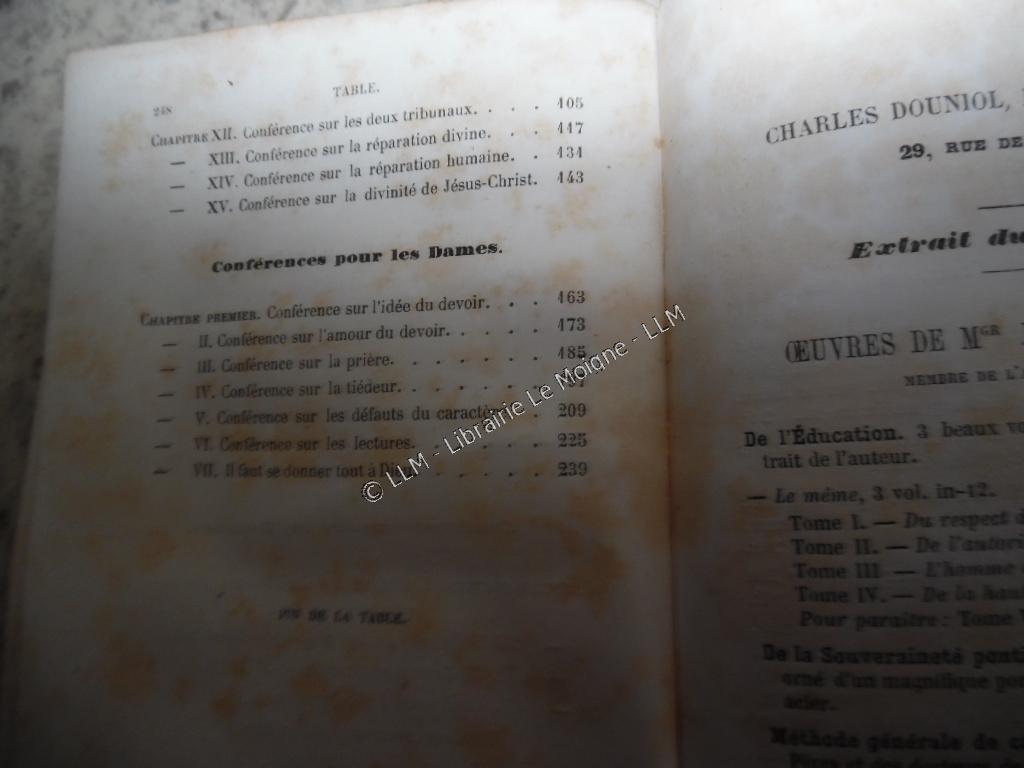 248
TABLE.
CHAPITRE XII. Conférence sur les deux tribunaux. . . . 105
— XIII. Conférence sur la réparation divine. . . 117
— XIV. Conférence sur la réparation humaine. . 131
— XV. Conférence sur la divinité de Jésus-Christ. 143
Conférences pour les Dames.
CHAPITRE PREMIER. Conférence sur l'idée du devoir. . . 163
— II. Conférence sur l'amour du devoir. . . . . 173
— III. Conférence sur la prière. . . . . . . 185
— IV. Conférence sur la tiédeur. . . . . .
— V. Conférence sur les défauts du caractère. . 209
— VI. Conférence sur les lectures. . . . . . 225
— VII. Il faut se donner tout à Dieu. . . . . . 239
FIN DE LA TABLE.
© LLM - Librairie Le Moigne - LLM
CHARLES DOUNIOL,
29, RUE DE
Extrait du
ŒUVRES DE Mgr
MEMBRE DE L'A
De l'Éducation. 3 beaux vo
trait de l'auteur.
— Le même, 3 vol. in-12.
Tome I. — Du respect d
Tome II. — De l'autori
Tome III — L'homme
Tome IV. — De la hau
Pour paraître : Tome V
De la Souveraineté ponti
orné d'un magnifique po
acier.
Méthode générale de c